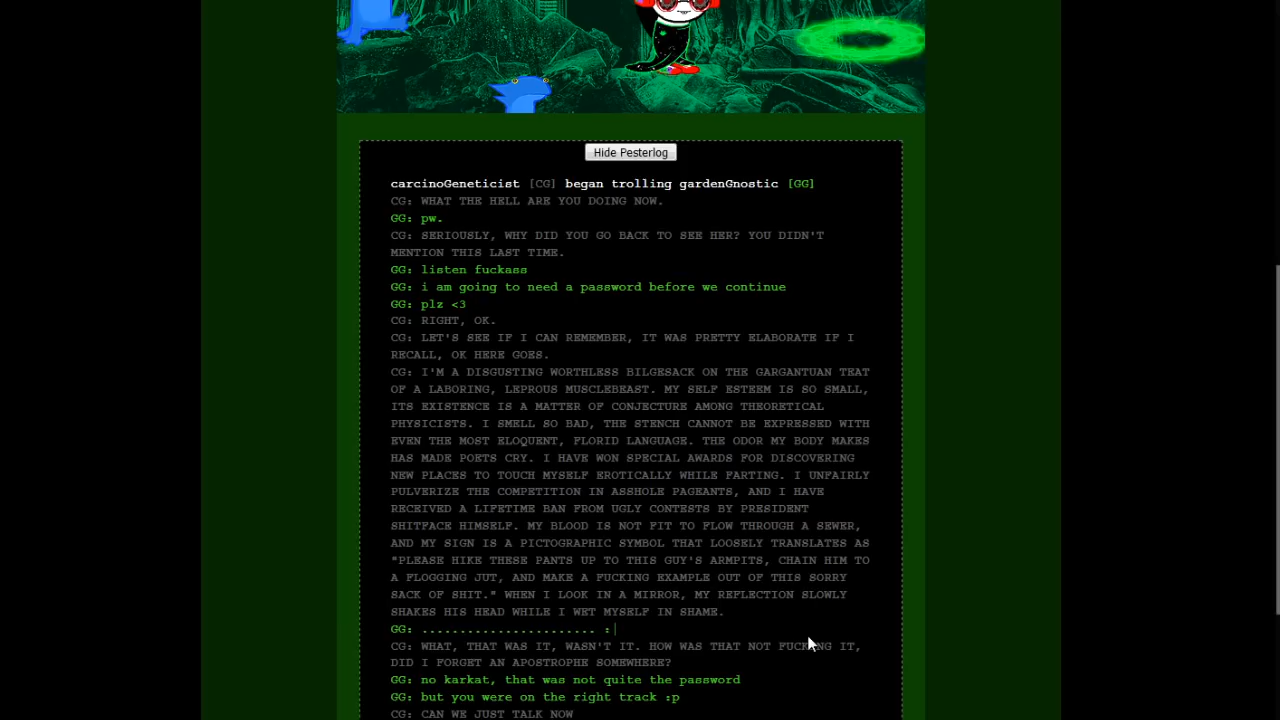 Hide Pesterlog
carcinoGeneticist [CG] began trolling gardenGnostic [GG]
CG: WHAT THE HELL ARE YOU DOING NOW.
GG: pw.
CG: SERIOUSLY, WHY DID YOU GO BACK TO SEE HER? YOU DIDN'T
MENTION THIS LAST TIME.
GG: listen fuckass
GG: i am going to need a password before we continue
GG: plz <3
CG: RIGHT, OK.
CG: LET'S SEE IF I CAN REMEMBER, IT WAS PRETTY ELABORATE IF I
RECALL, OK HERE GOES.
CG: I'M A DISGUSTING WORTHLESS BILGESACK ON THE GARGANTUAN TEAT
OF A LABORING, LEPROUS MUSCLEBEAST. MY SELF ESTEEM IS SO SMALL,
ITS EXISTENCE IS A MATTER OF CONJECTURE AMONG THEORETICAL
PHYSICISTS. I SMELL SO BAD, THE STENCH CANNOT BE EXPRESSED WITH
EVEN THE MOST ELOQUENT, FLORID LANGUAGE. THE ODOR MY BODY MAKES
HAS MADE POETS CRY. I HAVE WON SPECIAL AWARDS FOR DISCOVERING
NEW PLACES TO TOUCH MYSELF EROTICALLY WHILE FARTING. I UNFAIRLY
PULVERIZE THE COMPETITION IN ASSHOLE PAGEANTS, AND I HAVE
RECEIVED A LIFETIME BAN FROM UGLY CONTESTS BY PRESIDENT
SHITFACE HIMSELF. MY BLOOD IS NOT FIT TO FLOW THROUGH A SEWER,
AND MY SIGN IS A PICTOGRAPHIC SYMBOL THAT LOOSELY TRANSLATES AS
"PLEASE HIKE THESE PANTS UP TO THIS GUY'S ARMPITS, CHAIN HIM TO
A FLOGGING JUT, AND MAKE A FUCKING EXAMPLE OUT OF THIS SORRY
SACK OF SHIT." WHEN I LOOK IN A MIRROR, MY REFLECTION SLOWLY
SHAKES HIS HEAD WHILE I WET MYSELF IN SHAME.
GG: ....................... :|
CG: WHAT, THAT WAS IT, WASN'T IT. HOW WAS THAT NOT FUCKING IT,
DID I FORGET AN APOSTROPHE SOMEWHERE?
GG: no karkat, that was not quite the password
GG: but you were on the right track :p
CG: CAN WE JUST TALK NOW